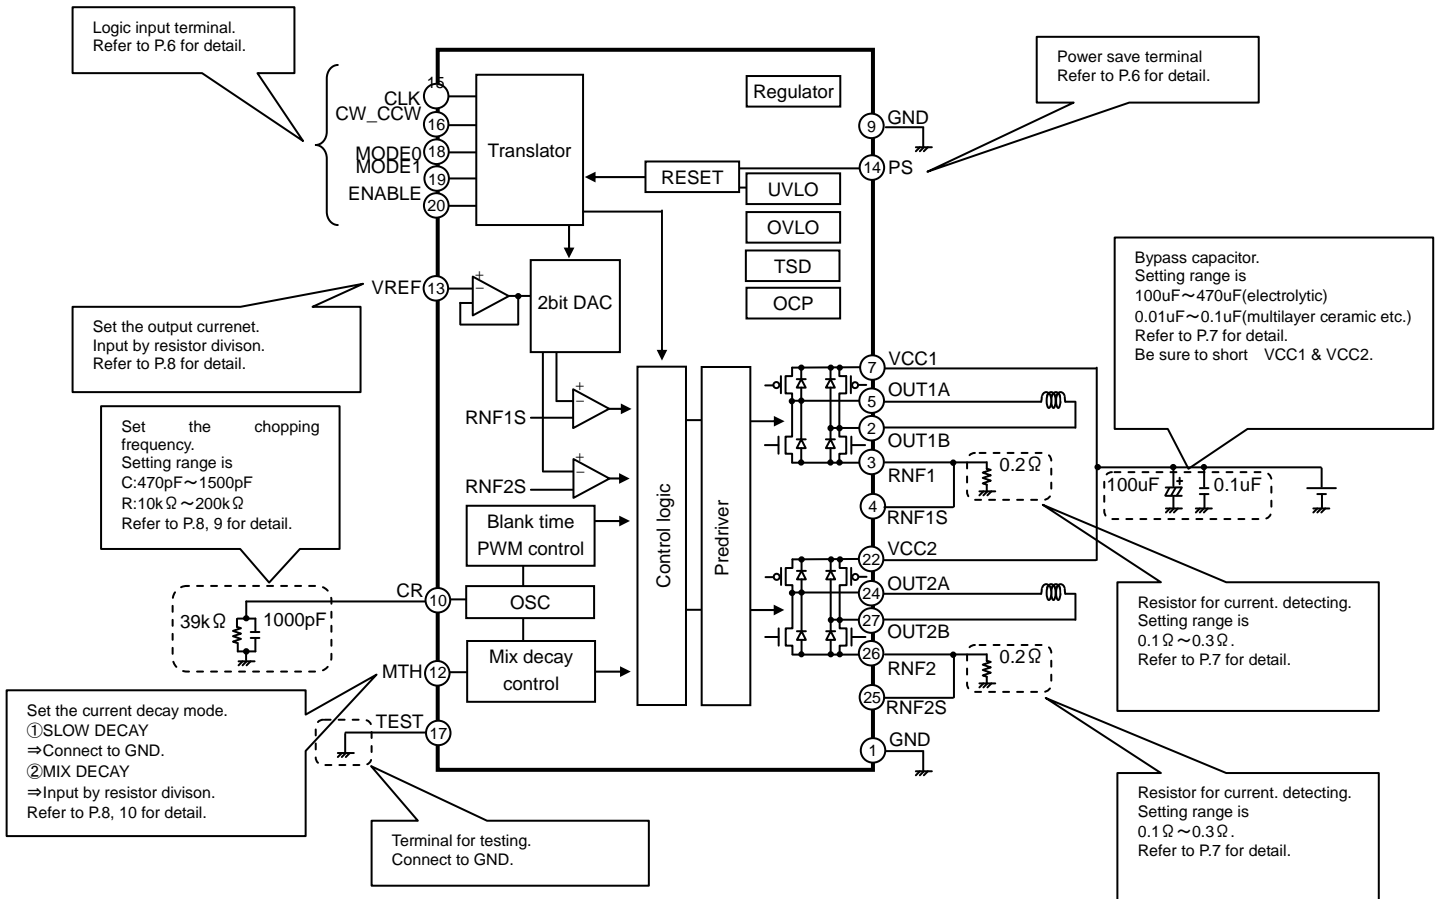 Logic input terminal.
Refer to P.6 for detail.
Power save terminal
Refer to P.6 for detail.
15
CLK
CW_CCW
16
MODE0
18
MODE1
19
ENABLE
20
Translator
Regulator
RESET
UVLO
OVLO
TSD
OCP
9
GND
14
PS
VREF
13
+
−
2bit DAC
Set the output currenet.
Input by resistor divison.
Refer to P.8 for detail.
Bypass capacitor.
Setting range is
100uF～470uF(electrolytic)
0.01uF～0.1uF(multilayer ceramic etc.)
Refer to P.7 for detail.
Be sure to short VCC1 & VCC2.
Set the chopping
frequency.
Setting range is
C:470pF～1500pF
R:10kΩ～200kΩ
Refer to P.8, 9 for detail.
RNF1S
+
−
RNF2S
+
−
Blank time
PWM control
OSC
Mix decay
control
Control logic
Predriver
7
VCC1
5
OUT1A
2
OUT1B
3
RNF1
0.2Ω
4
RNF1S
100uF
+
0.1uF
22
VCC2
24
OUT2A
27
OUT2B
26
RNF2
0.2Ω
25
RNF2S
1
GND
CR
10
39kΩ
1000pF
MTH
12
TEST
17
Set the current decay mode.
①SLOW DECAY
⇒Connect to GND.
②MIX DECAY
⇒Input by resistor divison.
Refer to P.8, 10 for detail.
Terminal for testing.
Connect to GND.
Resistor for current. detecting.
Setting range is
0.1Ω～0.3Ω.
Refer to P.7 for detail.
Resistor for current. detecting.
Setting range is
0.1Ω～0.3Ω.
Refer to P.7 for detail.